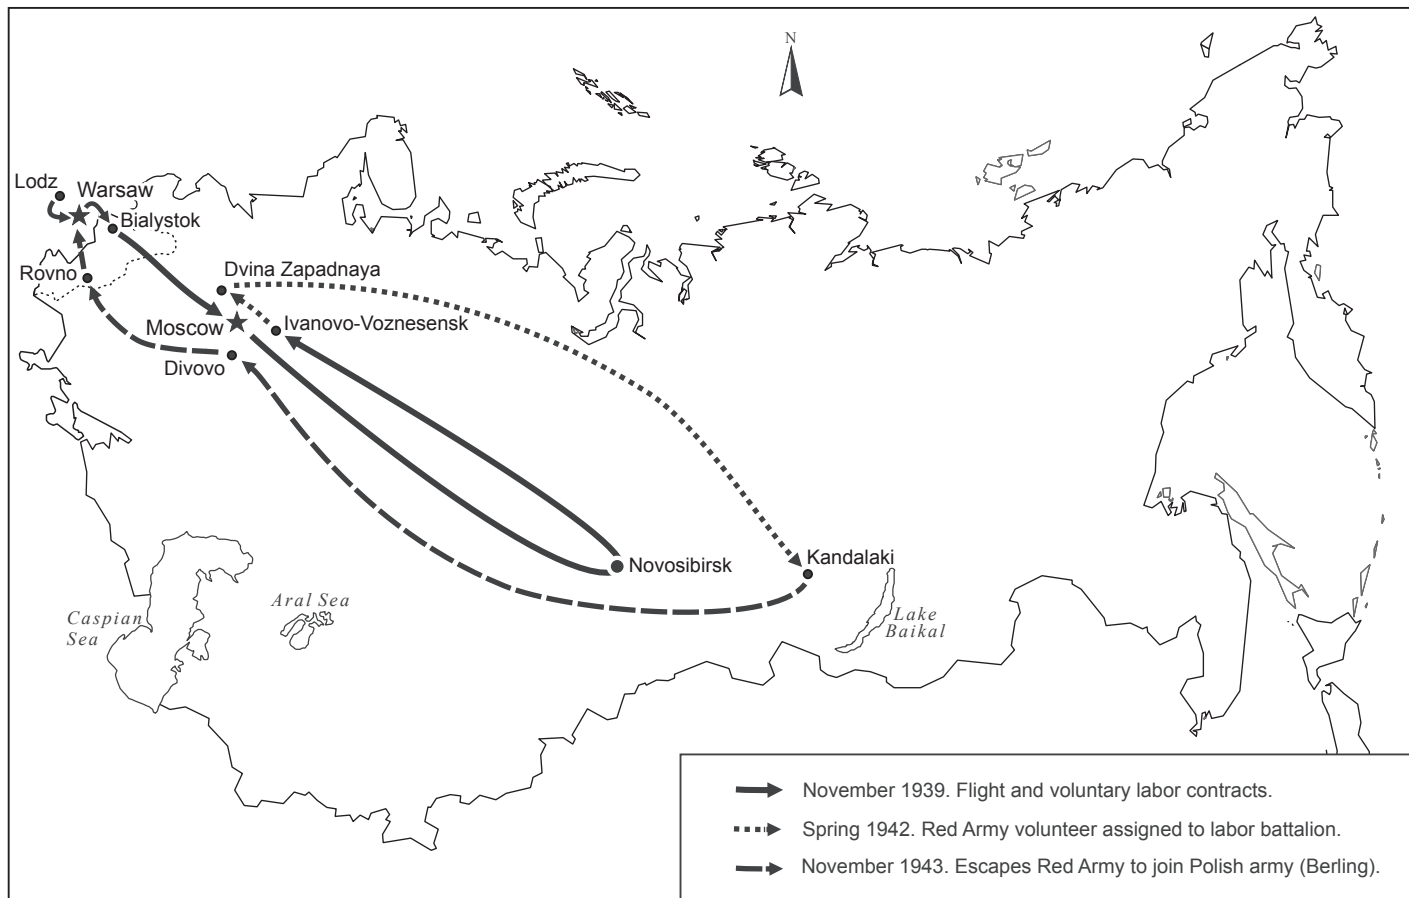 N
Lodz
Warsaw
Bialystok
Rovno
Dvina Zapadnaya
Moscow
Ivanovo-Voznesensk
Divovo
Novosibirsk
Kandalaki
Caspian
Sea
Aral Sea
Lake
Baikal
November 1939. Flight and voluntary labor contracts.
Spring 1942. Red Army volunteer assigned to labor battalion.
November 1943. Escapes Red Army to join Polish army (Berling).